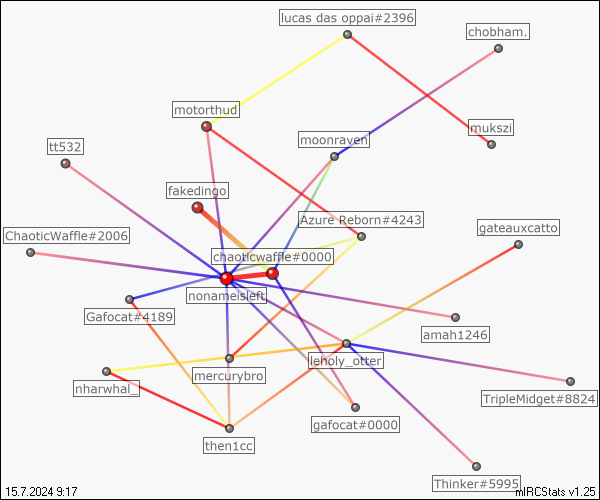 lucas das oppai#2396
chobham.
motorthud
mukszi
moonraven
tt532
fakedingo
Azure Reborn#4243
gateauxcatto
ChaoticWaffle#2006
chaoticwaffle#0000
nonameisleft
Gafocat#4189
amah1246
leholy_otter
mercurybro
nharwhal_
TripleMidget#8824
gafocat#0000
then1cc
Thinker#5995
15.7.2024 9:17
mIRCStats v1.25